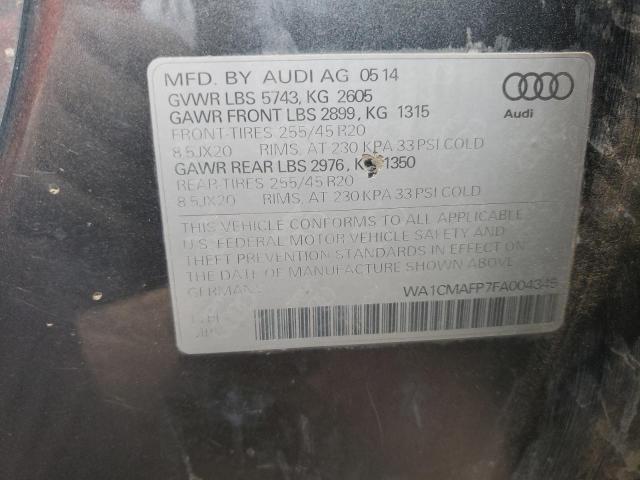 MFD. BY AUDI AG 05 14
GVWR LBS 5743, KG 2605
GAWR FRONT LBS 2899, KG 1315
FRONT-TIRES 255/45 R20
8.5JX20 RIMS, AT 230 KPA 33 PSI COLD
GAWR REAR LBS 2976, 1350
REAR-TIRES 255/45 R20
8.5JX20 RIMS, AT 230 KPA 33 PSI COLD
Audi
THIS VEHICLE CONFORMS TO ALL APPLICABLE
U.S. FEDERAL MOTOR VEHICLE SAFETY AND
THEFT PREVENTION STANDARDS IN EFFECT ON
THE DATE OF MANUFACTURE SHOWN ABOVE
GERMANY
WA1CMAFP7FA004345